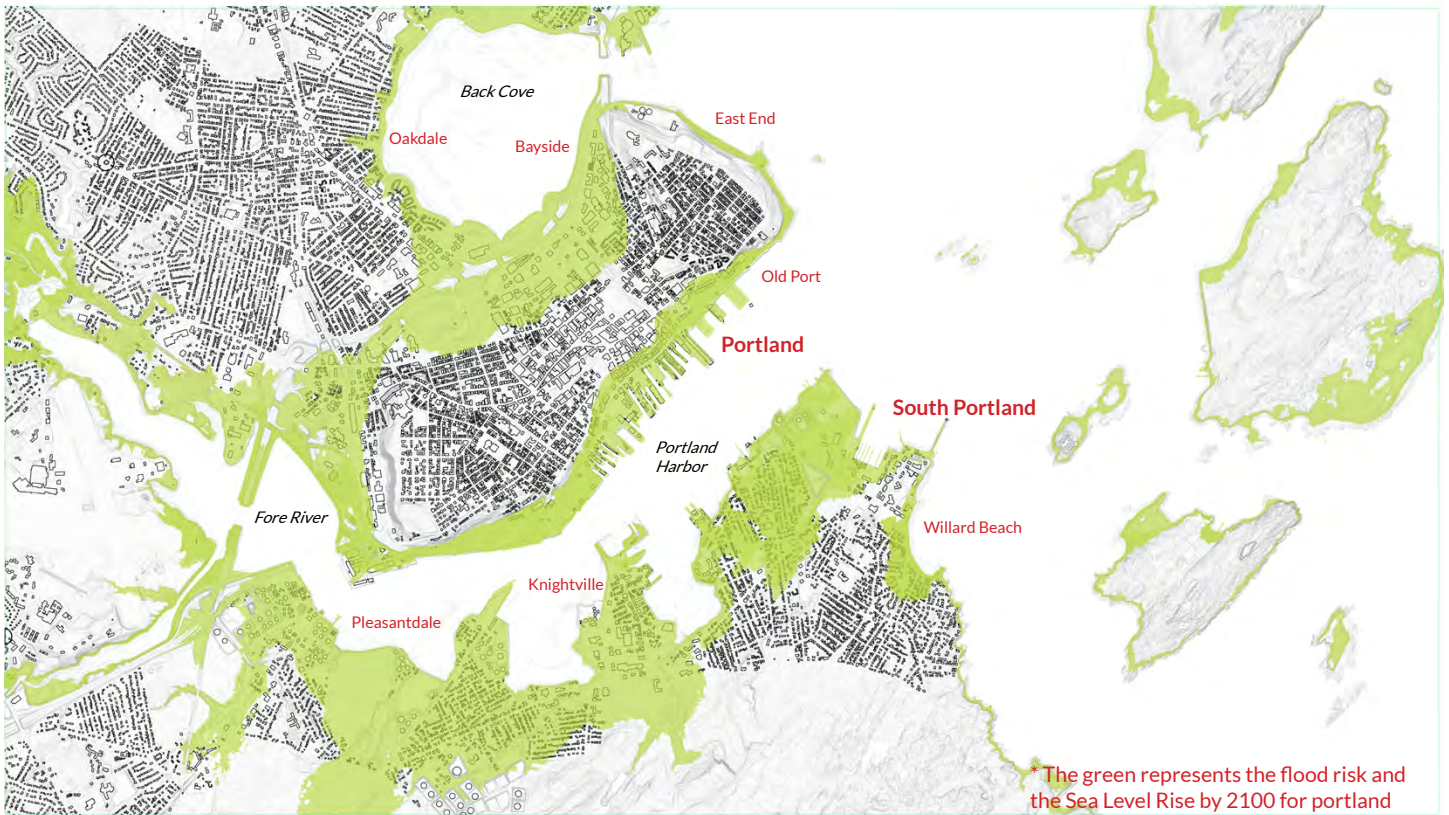 Back Cove
East End
Oakdale
Bayside
Old Port
Portland
South Portland
Portland
Harbor
Fore River
Willard Beach
Knightville
Pleasantdale
* The green represents the flood risk and
the Sea Level Rise by 2100 for portland